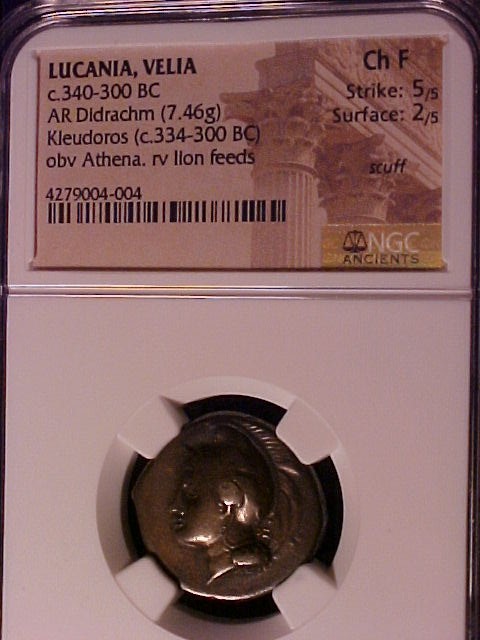 LUCANIA, VELIA
c.340-300 BC
AR Didrachm (7.46g)
Kleudoros (c.334-300 BC)
obv Athena. rv lion feeds
4279004-004
Ch F
Strike: 5/5
Surface: 2/5
scuff
NGC
ANCIENTS